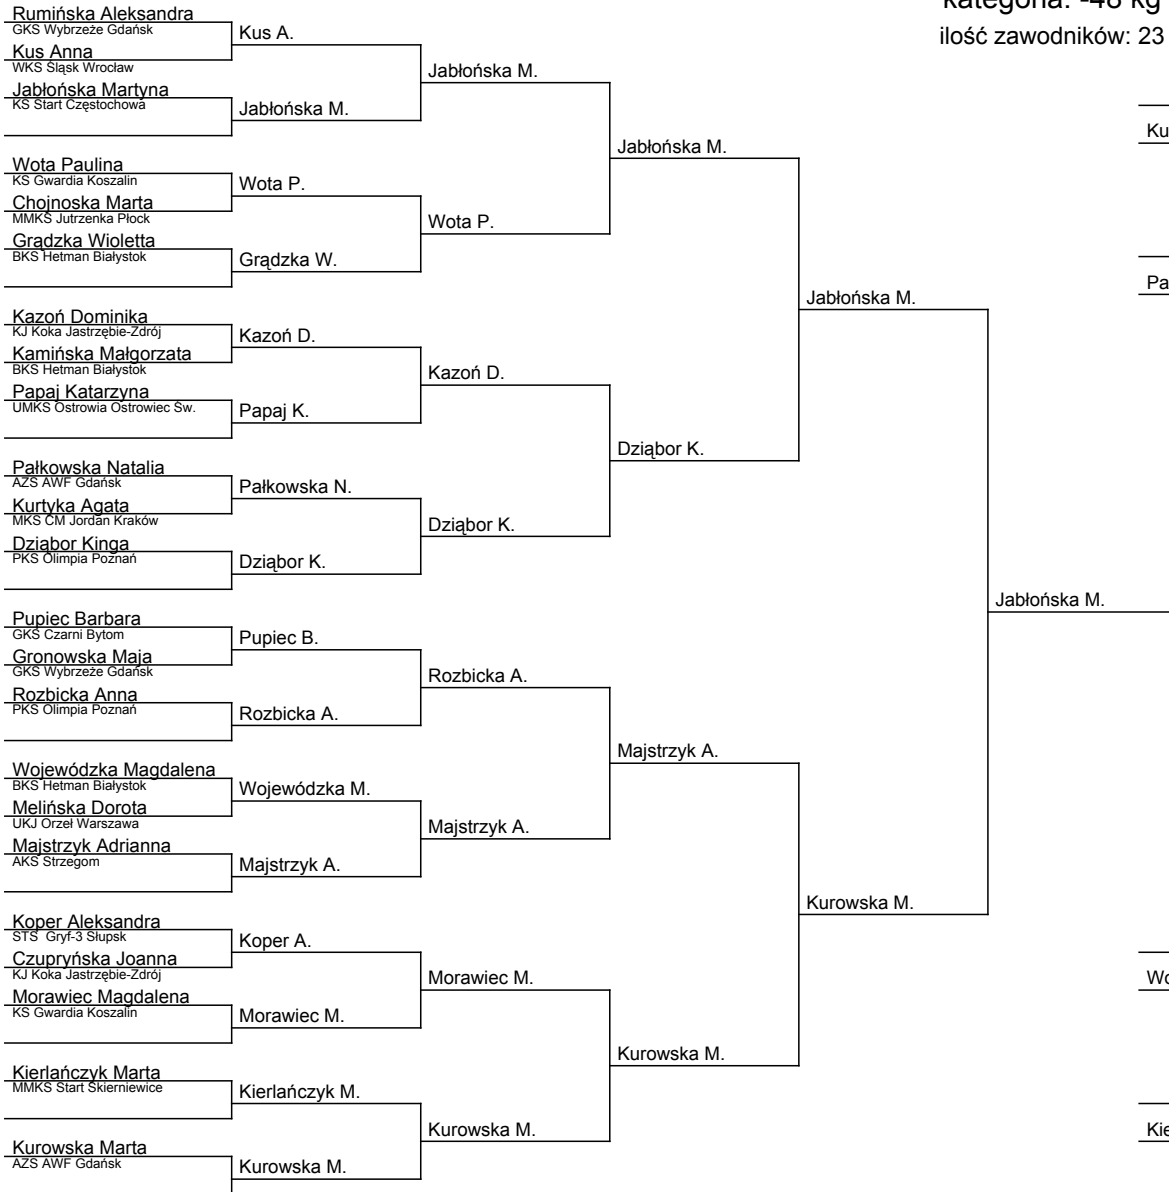 kategoria: -48 kg
ilość zawodników: 23
Rumińska Aleksandra
GKS Wybrzeże Gdańsk
Kus Anna
WKS Śląsk Wrocław
Jabłońska Martyna
KS Start Częstochowa
Wota Paulina
KS Gwardia Koszalin
Chojnoska Marta
MMKS Jutrzenka Płock
Grądzka Wioletta
BKS Hetman Białystok
Kazoń Dominika
KJ Koka Jastrzębie-Zdrój
Kamińska Małgorzata
BKS Hetman Białystok
Papaj Katarzyna
UMKS Ostrowia Ostrowiec Św.
Pałkowska Natalia
AZS AWF Gdańsk
Kurtyka Agata
MKS CM Jordan Kraków
Dziąbor Kinga
PKS Olimpia Poznań
Pupiec Barbara
GKS Czarni Bytom
Gronowska Maja
GKS Wybrzeże Gdańsk
Rozbicka Anna
PKS Olimpia Poznań
Wojewódzka Magdalena
BKS Hetman Białystok
Melińska Dorota
UKJ Orzeł Warszawa
Majstrzyk Adrianna
AKS Strzegom
Koper Aleksandra
STS Gryf-3 Słupsk
Czupryńska Joanna
KJ Koka Jastrzębie-Zdrój
Morawiec Magdalena
KS Gwardia Koszalin
Kierlańczyk Marta
MMKS Start Skierniewice
Kurowska Marta
AZS AWF Gdańsk
Kus A.
Jabłońska M.
Wota P.
Grądzka W.
Kazoń D.
Papaj K.
Pałkowska N.
Dziąbor K.
Pupiec B.
Rozbicka A.
Wojewódzka M.
Majstrzyk A.
Koper A.
Morawiec M.
Kierlańczyk M.
Kurowska M.
Jabłońska M.
Wota P.
Kazoń D.
Dziąbor K.
Rozbicka A.
Majstrzyk A.
Morawiec M.
Kurowska M.
Jabłońska M.
Dziąbor K.
Majstrzyk A.
Kurowska M.
Jabłońska M.
Kurowska M.
Jabłońska M.
Ku
Pa
Wo
Kie